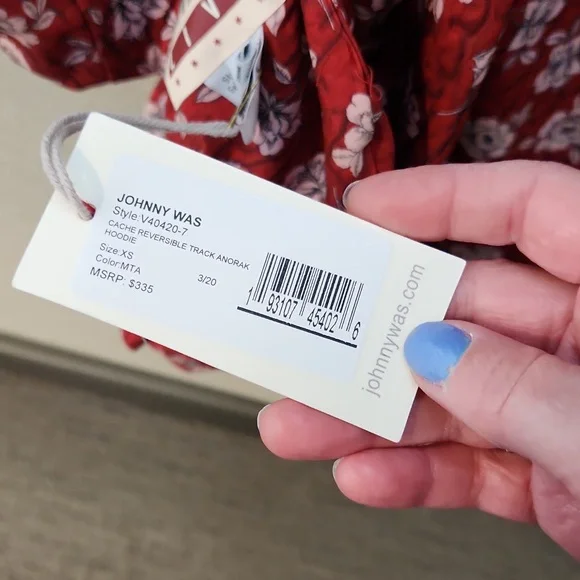 JOHNNY WAS
Style:V40420-7
CACHE REVERSIBLE TRACK ANORAK
HOODIE
Size:XS
Color:MTA 3/20
MSRP: $335
1 93107 45402 6
johnnywas.com